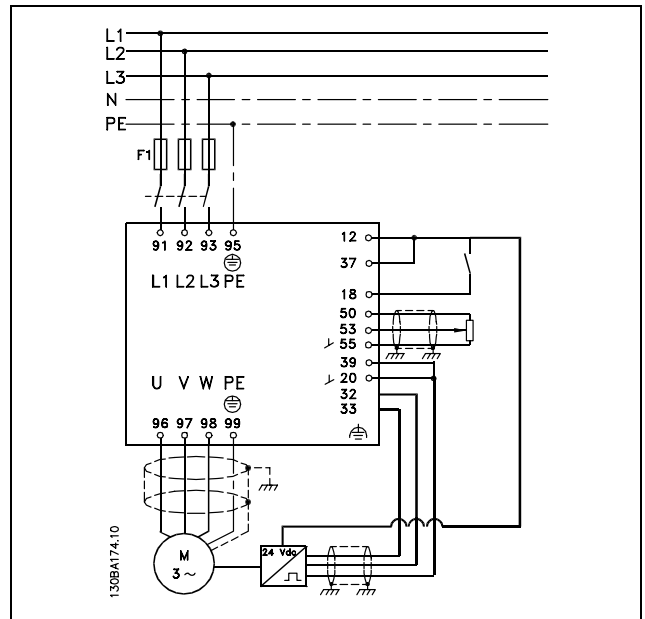 L1
L2
L3
N
PE
F1
91 92 93 95
L1 L2 L3 PE
12
37
18
50
53
55
39
20
32
33
U V W PE
96 97 98 99
M
3 ~
24 Vdc
130BA174.10